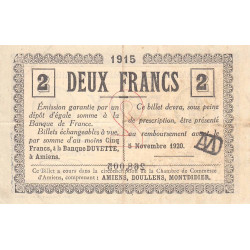 1915
2 DEUX FRANCS 2
Émission garantie par un
dépôt d'égale somme à la
Banque de France.
Billets échangeables à vue,
par somme d'au moins Cinq
Francs, à la Banque DUVETTE,
à Amiens.
Ce billet devra, sous peine
de prescription, être présenté
au remboursement avant le
8 Novembre 1920.
Ce Billet a cours dans la circonscription de la Chambre de Commerce
d'Amiens, comprenant : AMIENS, DOULLENS, MONTDIDIER.